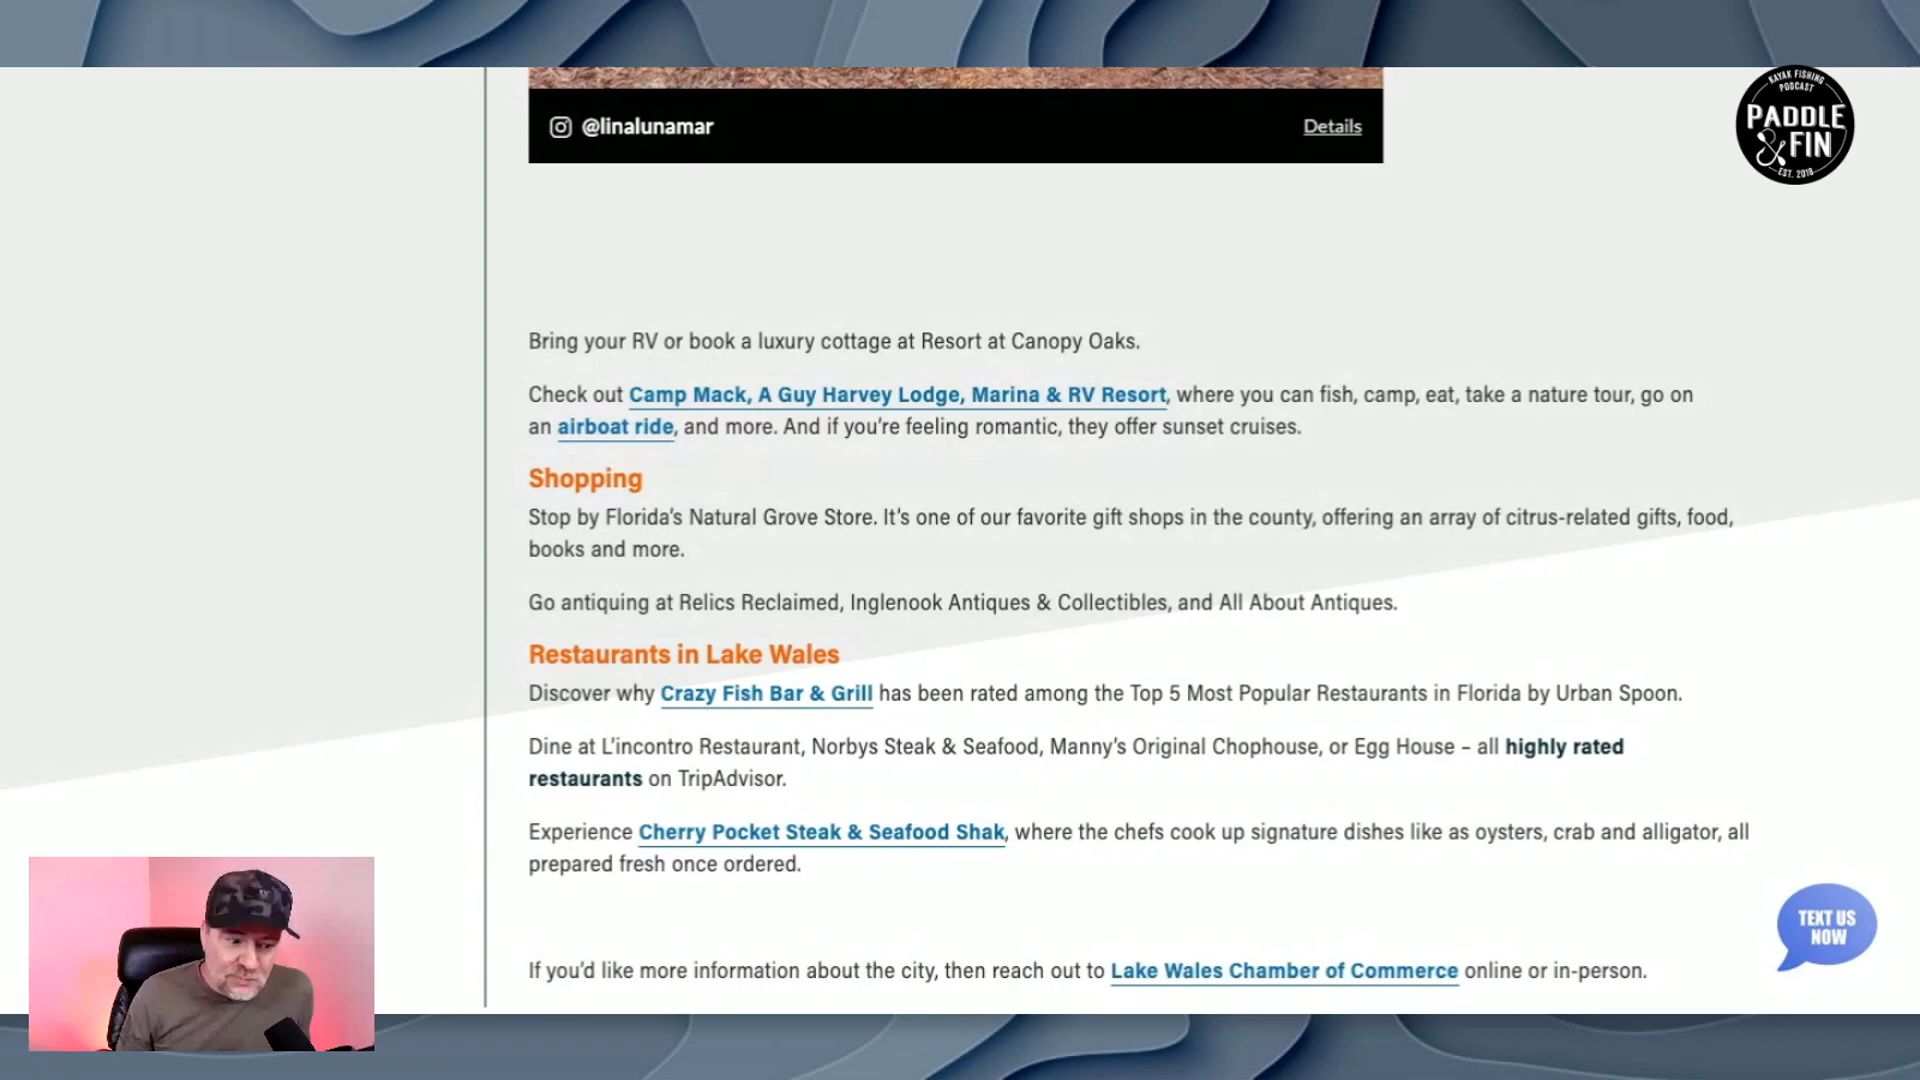 @linalunamar
Details
KAYAK FISHING
PODCAST
PADDLE
& FIN
EST. 2018
Bring your RV or book a luxury cottage at Resort at Canopy Oaks.
Check out Camp Mack, A Guy Harvey Lodge, Marina & RV Resort, where you can fish, camp, eat, take a nature tour, go on
an airboat ride, and more. And if you’re feeling romantic, they offer sunset cruises.
Shopping
Stop by Florida’s Natural Grove Store. It’s one of our favorite gift shops in the county, offering an array of citrus-related gifts, food,
books and more.
Go antiquing at Relics Reclaimed, Inglenook Antiques & Collectibles, and All About Antiques.
Restaurants in Lake Wales
Discover why Crazy Fish Bar & Grill has been rated among the Top 5 Most Popular Restaurants in Florida by Urban Spoon.
Dine at L’incontro Restaurant, Norbys Steak & Seafood, Manny’s Original Chophouse, or Egg House – all highly rated
restaurants on TripAdvisor.
Experience Cherry Pocket Steak & Seafood Shak, where the chefs cook up signature dishes like as oysters, crab and alligator, all
prepared fresh once ordered.
TEXT US
NOW
If you’d like more information about the city, then reach out to Lake Wales Chamber of Commerce online or in-person.